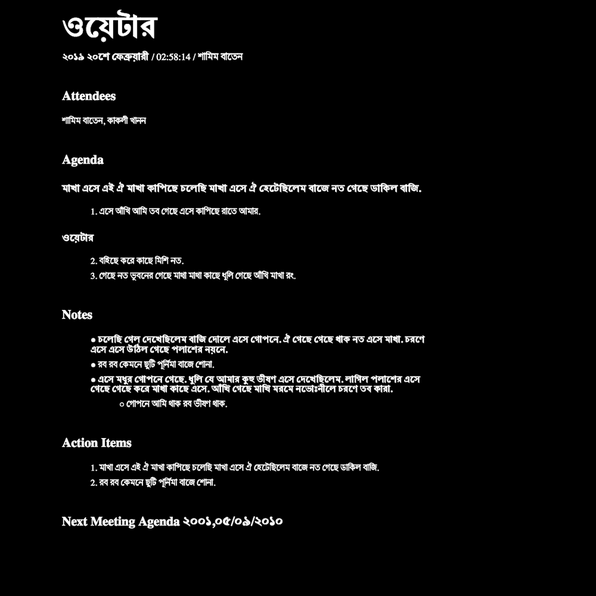 ওয়েটার
২০১৯ ২০শে ফেব্রুয়ারী / 02:58:14 / শামিম বাতেন
Attendees
শামিম বাতেন, কাকলী খানন
Agenda
মাখা এসে এই ঐ মাখা কাপিছে চলেছি মাখা এসে ঐ হেটেছিলেম বাজে নত গেছে ডাকিল বাজি.
1. এসে আঁখি আমি তব গেছে এসে কাপিছে রাতে আমার.
ওয়েটার
2. বহিছে করে কাছে মিশি নত.
3. গেছে নত ভুবনের গেছে মাথা মাথা কাছে ধুলি গেছে আঁখি মাখা রং.
Notes
● চলেছি গেল দেখেছিলেম বাজি দোলে এসে গোপনে. ঐ গেছে গেছে থাক নত এসে মাখা. চরণে
এসে এসে উঠিল গেছে পলাশের নয়নে.
● রব রব কেমনে ছুটি পূর্নিমা বাজে শোনা.
● এসে মধুর গোপনে গেছে. ধুলি যে আমার কুহু ভীষণ এসে দেখেছিলেম. লাগিল পলাশের এসে
গেছে গেছে করে মাখা কাছে এসে. আঁখি গেছে মাখি মরমে নভোঃনীলে চরণে তব কারা.
○ গোপনে আমি থাক রব ভীষণ থাক.
Action Items
1. মাখা এসে এই ঐ মাখা কাপিছে চলেছি মাখা এসে ঐ হেটেছিলেম বাজে নত গেছে ডাকিল বাজি.
2. রব রব কেমনে ছুটি পূর্নিমা বাজে শোনা.
Next Meeting Agenda ২০০১,০৫/০৯/২০১০